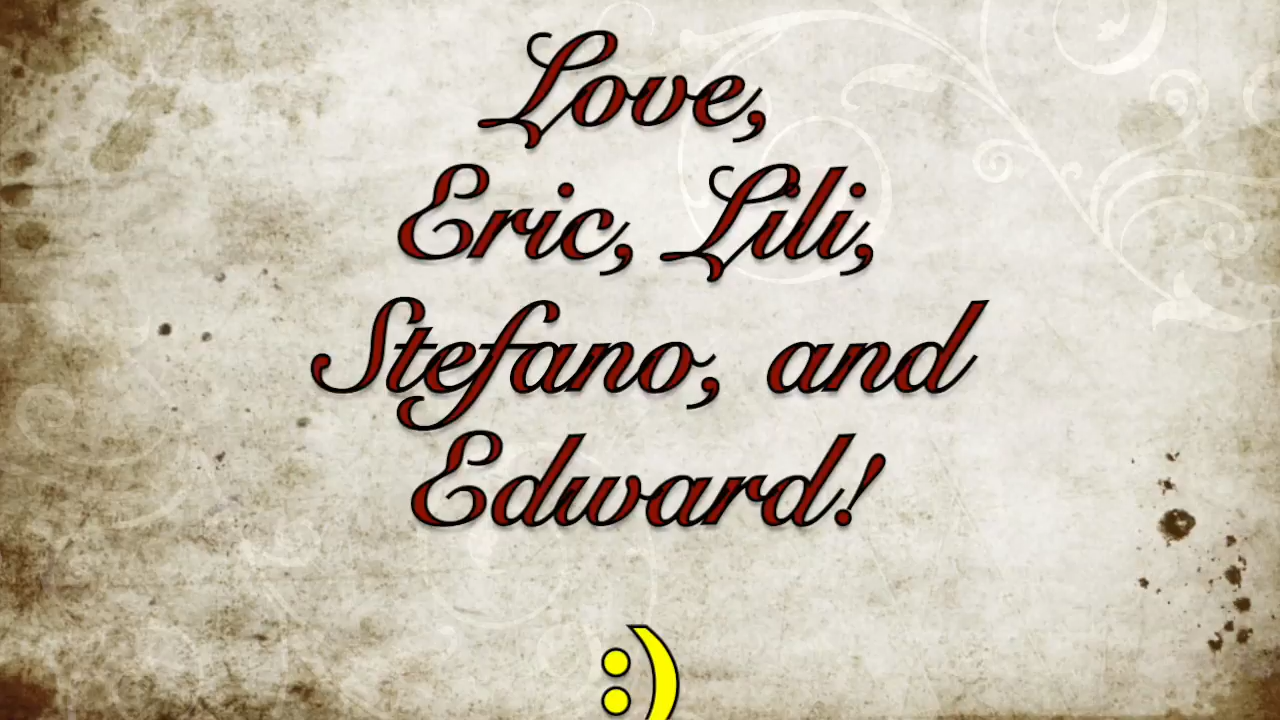 Love,
Eric, Lili,
Stefano, and
Edward!
:)